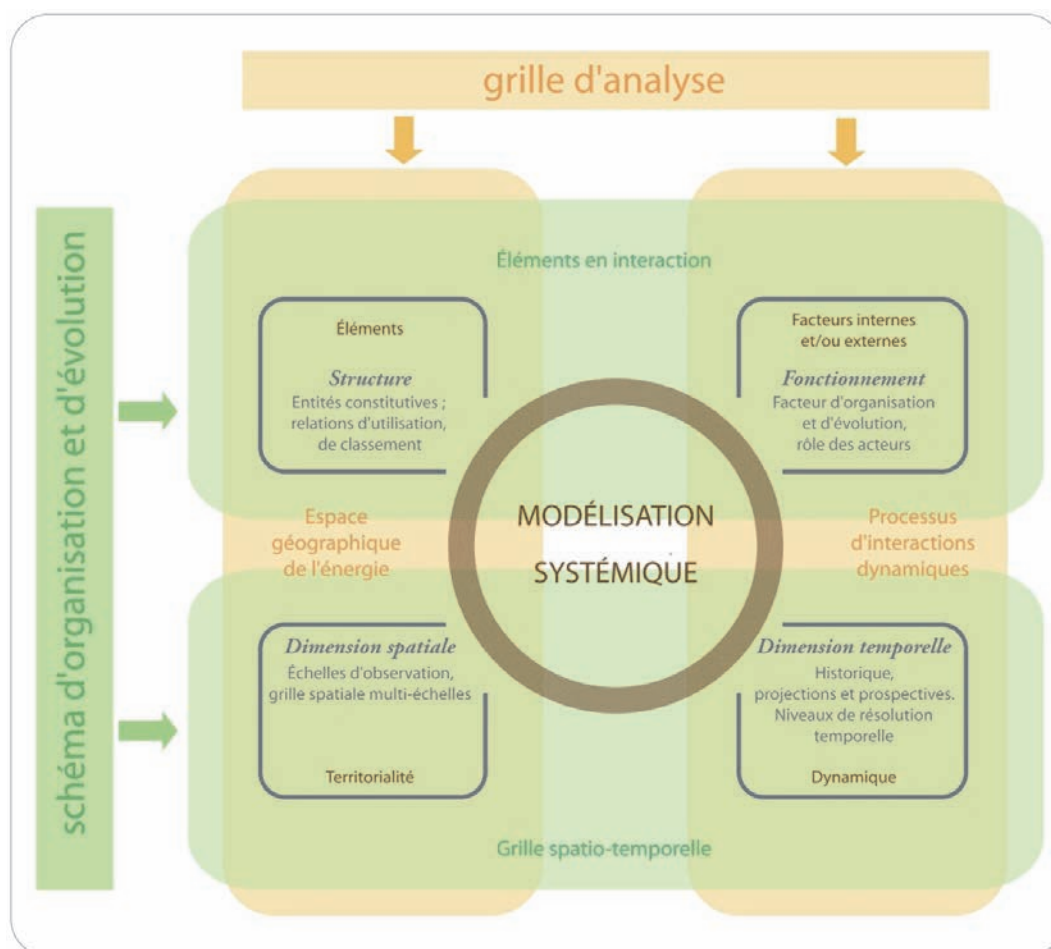 grille d'analyse
schéma d'organisation et d'évolution
Éléments en interaction
Éléments
Structure
Entités constitutives ;
relations d'utilisation,
de classement
Facteurs internes
et/ou externes
Fonctionnement
Facteur d'organisation
et d'évolution,
rôle des acteurs
Espace
géographique
de l'énergie
MODÉLISATION
SYSTÉMIQUE
Processus
d'interactions
dynamiques
Dimension spatiale
Échelles d'observation,
grille spatiale multi-échelles
Territorialité
Dimension temporelle
Historique,
projections et prospectives.
Niveaux de résolution
temporelle
Dynamique
Grille spatio-temporelle